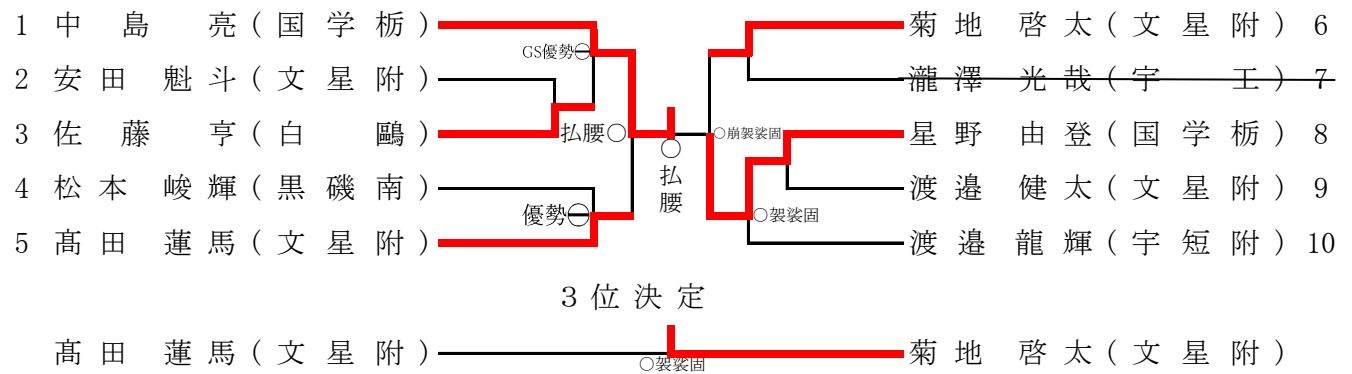 1 中島 亮(国学栃) 菊地 啓太(文星附) 6
GS優勢○
2 安田 魁斗(文星附) 瀧澤 光哉(宇 工) 7
3 佐藤 亨(白 鷗) 払腰○ ○払腰 ○崩袈裟固 星野 由登(国学栃) 8
4 松本 峻輝(黒磯南) 渡邉 健太(文星附) 9
優勢○ ○袈裟固
5 髙田 蓮馬(文星附) 渡邉 龍輝(宇短附) 10
3位決定
髙田 蓮馬(文星附) 菊地 啓太(文星附)
○袈裟固